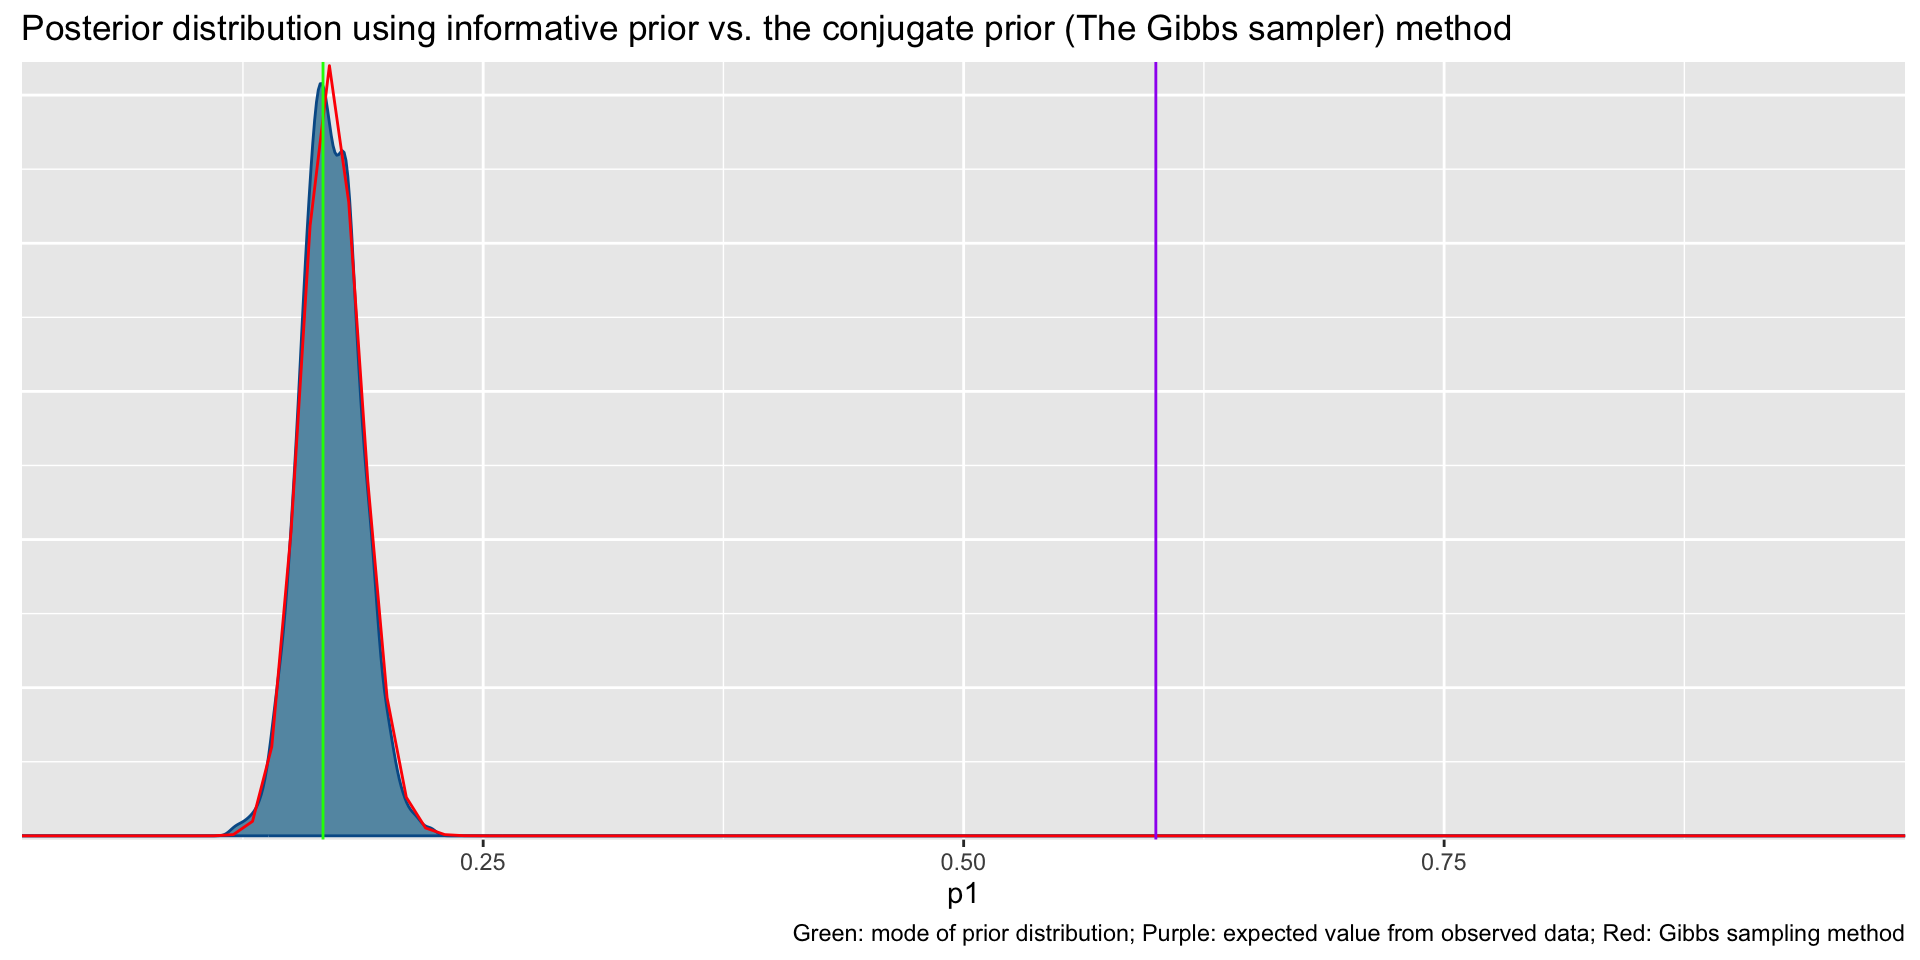 Posterior distribution using informative prior vs. the conjugate prior (The Gibbs sampler) method
0.25 0.50 0.75
p1
Green: mode of prior distribution; Purple: expected value from observed data; Red: Gibbs sampling method